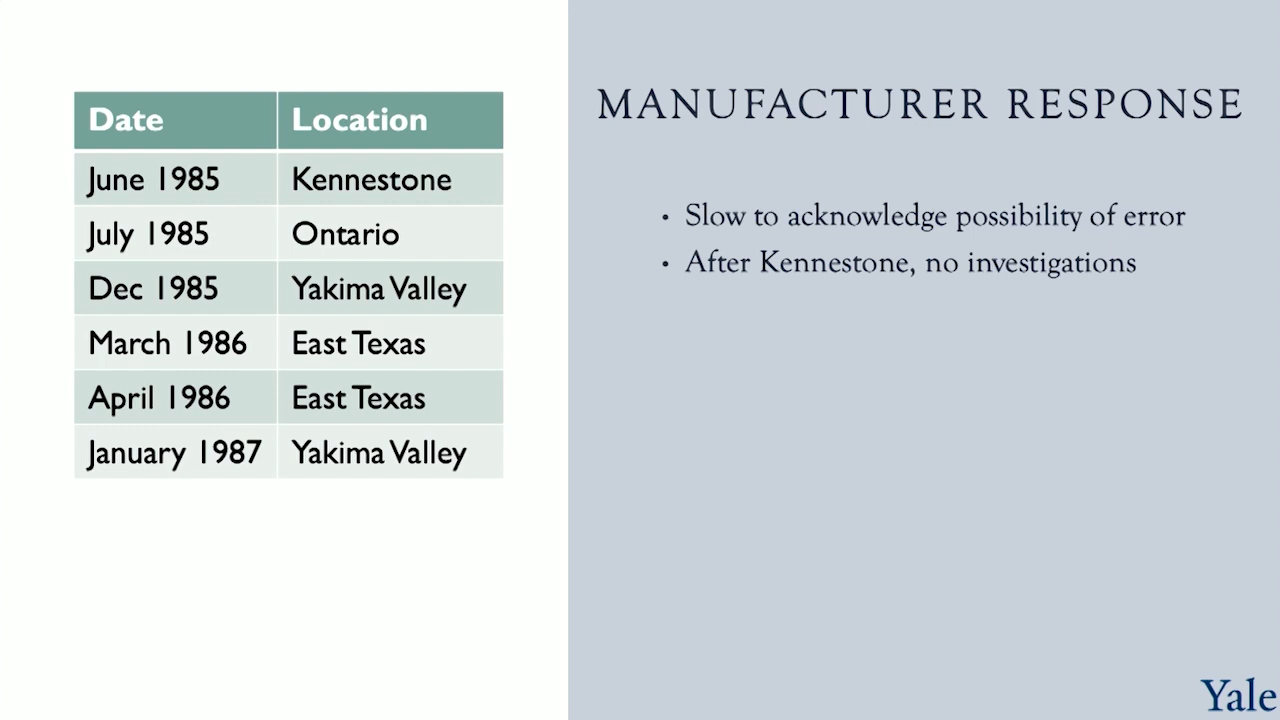 Date Location
June 1985 Kennestone
July 1985 Ontario
Dec 1985 Yakima Valley
March 1986 East Texas
April 1986 East Texas
January 1987 Yakima Valley
MANUFACTURER RESPONSE
• Slow to acknowledge possibility of error
• After Kennestone, no investigations
Yale